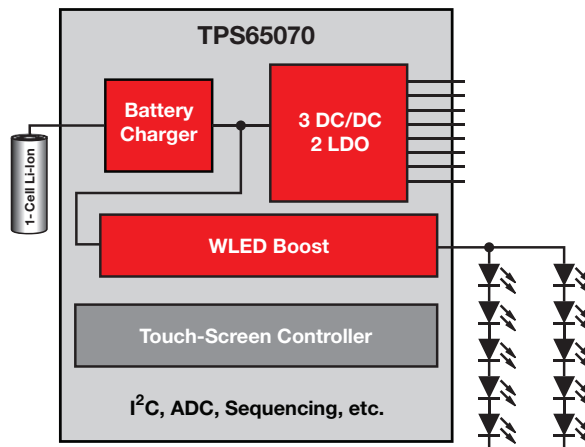 TPS65070
Battery
Charger
3 DC/DC
2 LDO
1-Cell Li-Ion
WLED Boost
Touch-Screen Controller
I²C, ADC, Sequencing, etc.